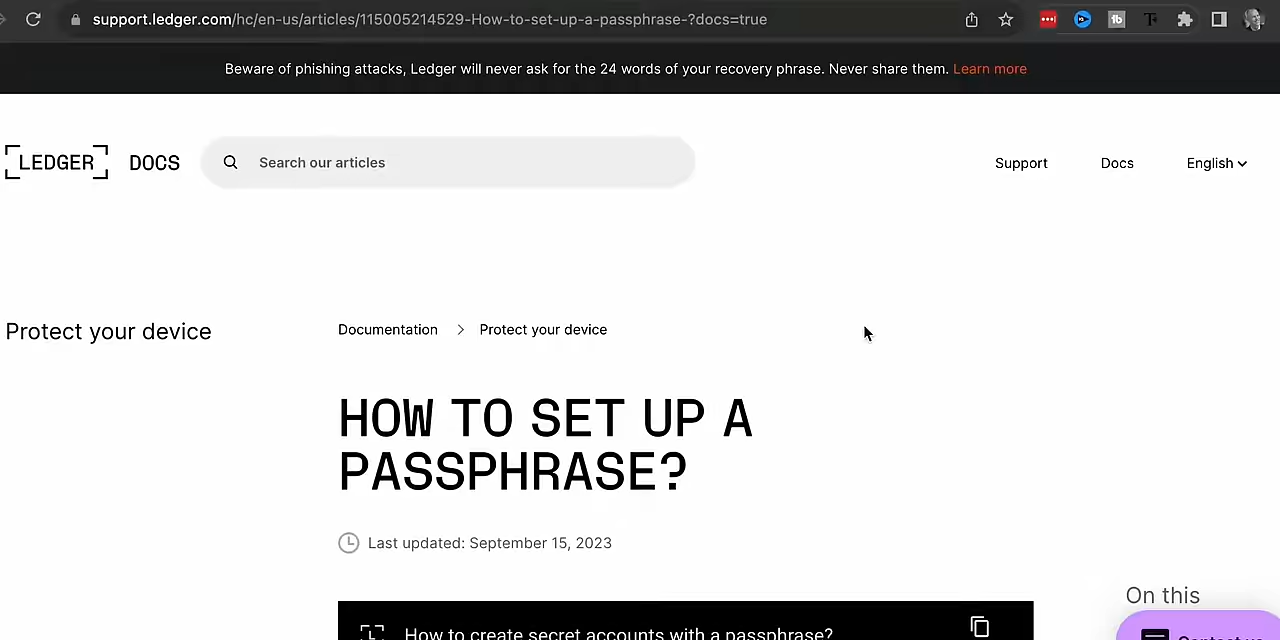 support.ledger.com/hc/en-us/articles/115005214529-How-to-set-up-a-passphrase-?docs=true
Beware of phishing attacks, Ledger will never ask for the 24 words of your recovery phrase. Never share them. Learn more
LEDGER DOCS
Search our articles
Support
Docs
English
Protect your device
Documentation > Protect your device
HOW TO SET UP A
PASSPHRASE?
Last updated: September 15, 2023
On this
How to create secret accounts with a passphrase?
Contact us